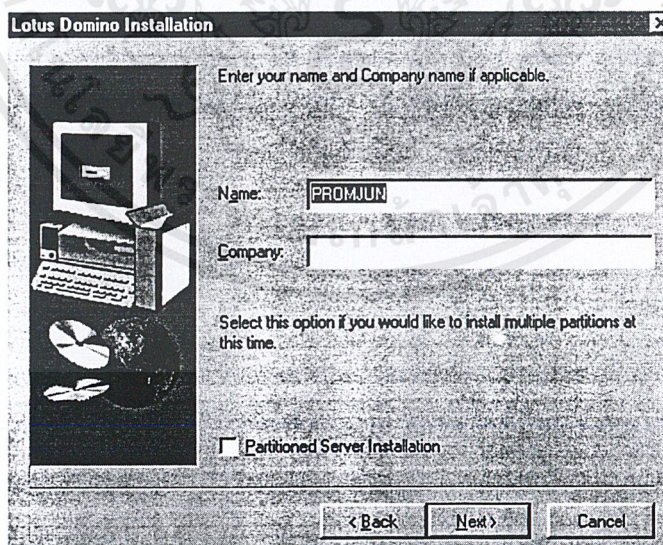 Lotus Domino Installation
Enter your name and Company name if applicable.
Name: PROMJUN
Company:
Select this option if you would like to install multiple partitions at
this time.
Partitioned Server Installation
< Back
Next >
Cancel